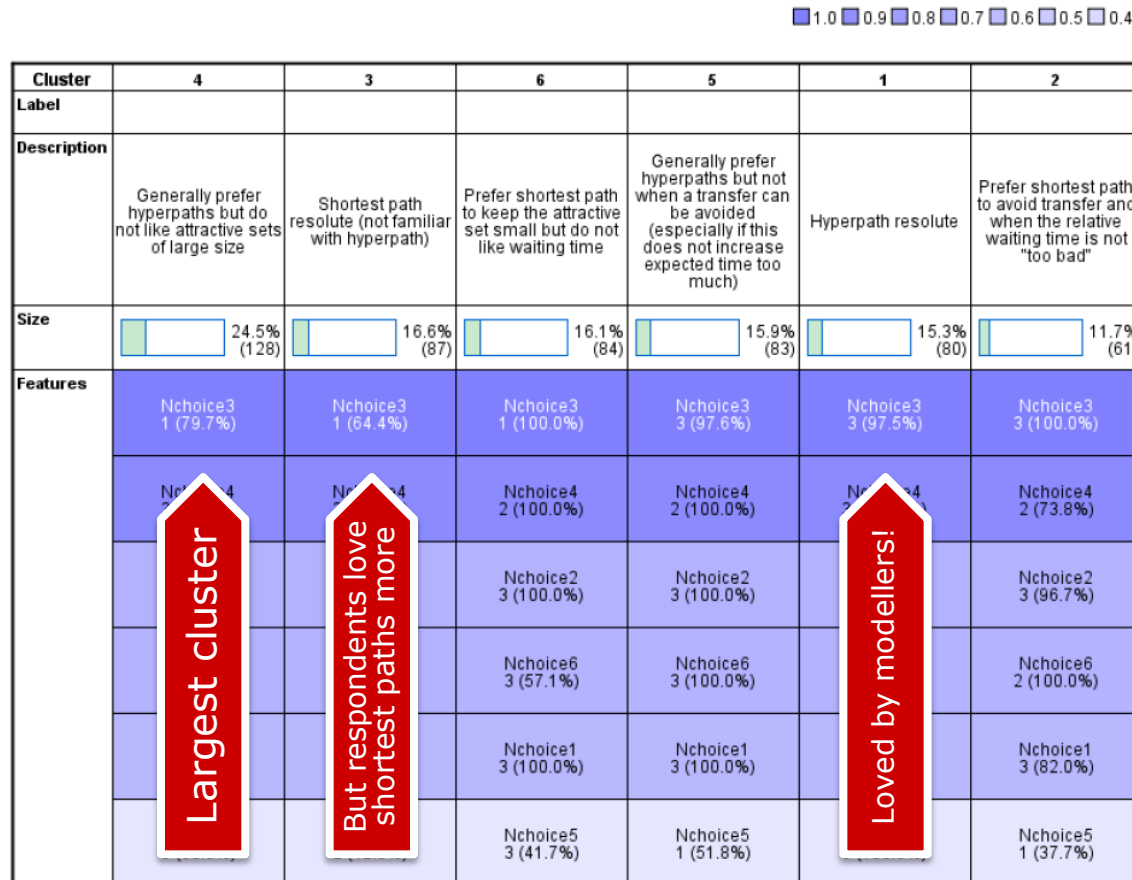 1.0 0.9 0.8 0.7 0.6 0.5 0.4
Cluster 4 3 6 5 1 2
Label
Description
Generally prefer
hyperpaths but do
not like attractive sets
of large size
Shortest path
resolute (not familiar
with hyperpath)
Prefer shortest path
to keep the attractive
set small but do not
like waiting time
Generally prefer
hyperpaths but not
when a transfer can
be avoided
(especially if this
does not increase
expected time too
much)
Hyperpath resolute
Prefer shortest path
to avoid transfer and
when the relative
waiting time is not
"too bad"
Size
24.5%
(128)
16.6%
(87)
16.1%
(84)
15.9%
(83)
15.3%
(80)
11.7%
(61
Features
Nchoice3
1 (79.7%)
Nchoice3
1 (64.4%)
Nchoice3
1 (100.0%)
Nchoice3
3 (97.6%)
Nchoice3
3 (97.5%)
Nchoice3
3 (100.0%)
Nchoice4
2 (100.0%)
Nchoice4
2 (100.0%)
Nchoice4
2 (73.8%)
Nchoice2
3 (100.0%)
Nchoice2
3 (100.0%)
Nchoice2
3 (96.7%)
Nchoice6
3 (57.1%)
Nchoice6
3 (100.0%)
Nchoice6
2 (100.0%)
Nchoice1
3 (100.0%)
Nchoice1
3 (100.0%)
Nchoice1
3 (82.0%)
Nchoice5
3 (41.7%)
Nchoice5
1 (51.8%)
Nchoice5
1 (37.7%)
Largest cluster
But respondents love
shortest paths more
Loved by modellers!